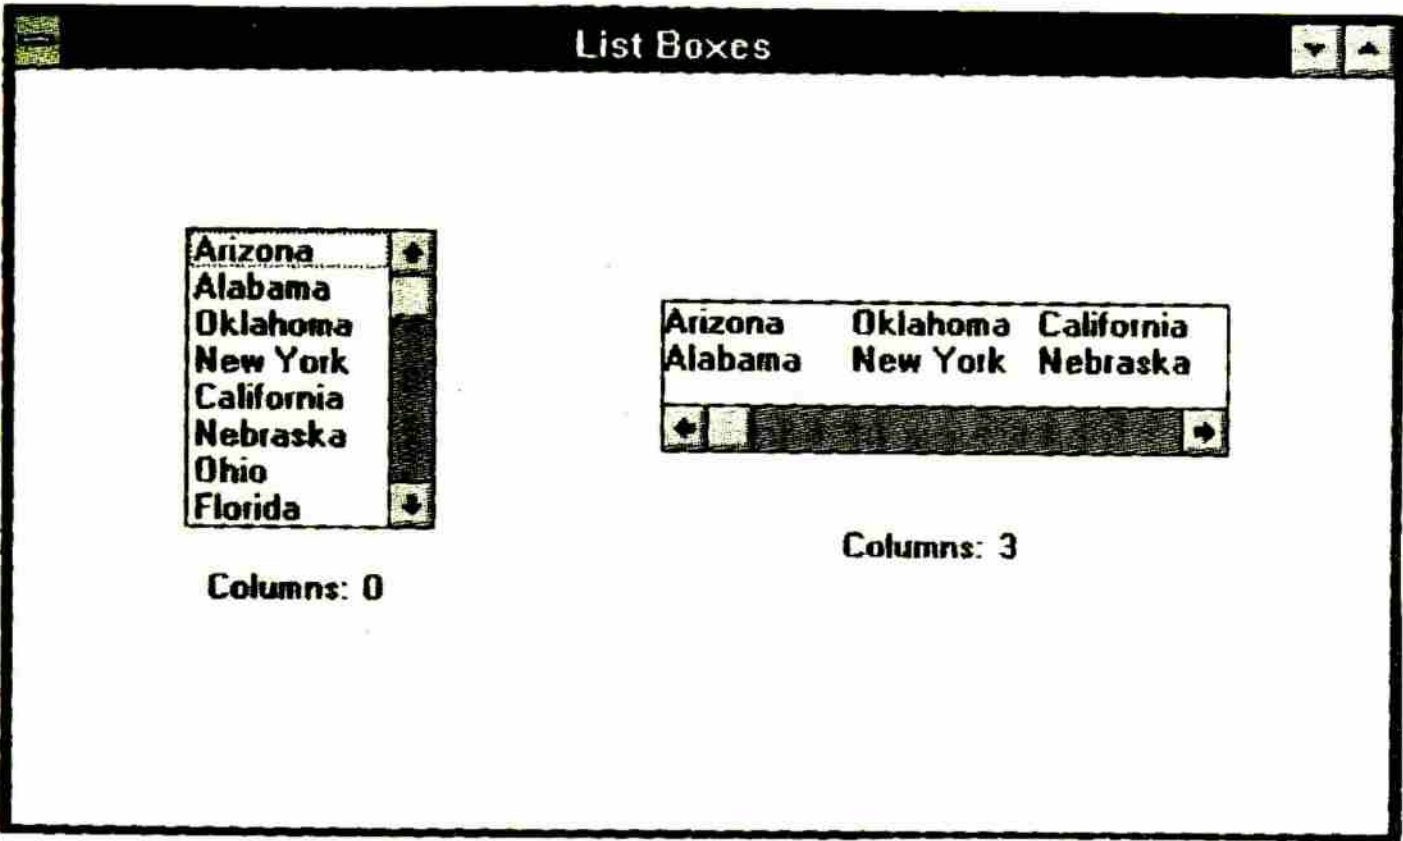 List Boxes
Arizona
Alabama
Oklahoma
New York
California
Nebraska
Ohio
Florida
Columns: 0
Arizona Oklahoma California
Alabama New York Nebraska
Columns: 3